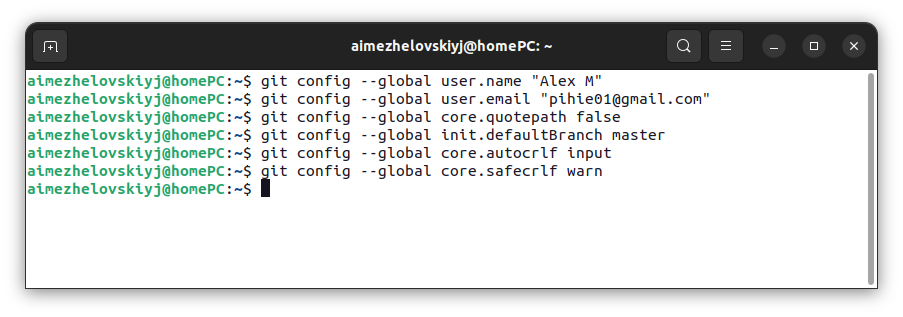 aimezhelovskiyj@homePC: ~
aimezhelovskiyj@homePC:~$ git config --global user.name "Alex M"
aimezhelovskiyj@homePC:~$ git config --global user.email "pihie01@gmail.com"
aimezhelovskiyj@homePC:~$ git config --global core.quotepath false
aimezhelovskiyj@homePC:~$ git config --global init.defaultBranch master
aimezhelovskiyj@homePC:~$ git config --global core.autocrlf input
aimezhelovskiyj@homePC:~$ git config --global core.safecrlf warn
aimezhelovskiyj@homePC:~$